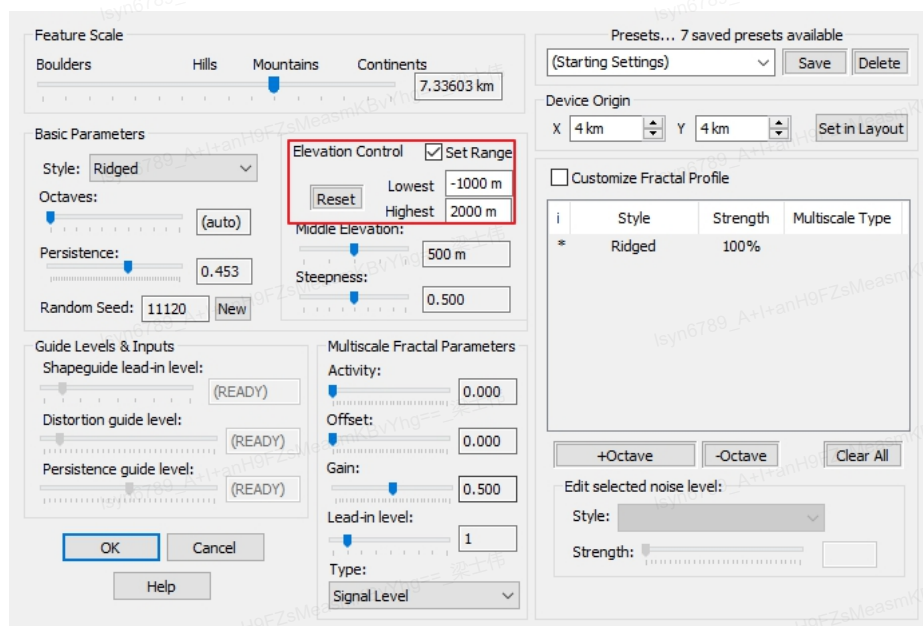 Feature Scale
Boulders Hills Mountains Continents
7.33603 km
Basic Parameters
Style: Ridged
Octaves:
(auto)
Persistence:
0.453
Random Seed: 11120 New
Elevation Control Set Range
Reset Lowest -1000 m
Highest 2000 m
Middle Elevation:
500 m
Steepness:
0.500
Guide Levels & Inputs
Shapeguide lead-in level:
(READY)
Distortion guide level:
(READY)
Persistence guide level:
(READY)
OK Cancel
Help
Multiscale Fractal Parameters
Activity:
0.000
Offset:
0.000
Gain:
0.500
Lead-in level:
1
Type:
Signal Level
Presets... 7 saved presets available
(Starting Settings) Save Delete
Device Origin
X 4 km Y 4 km Set in Layout
Customize Fractal Profile
i Style Strength Multiscale Type
* Ridged 100%
+Octave -Octave Clear All
Edit selected noise level:
Style:
Strength: